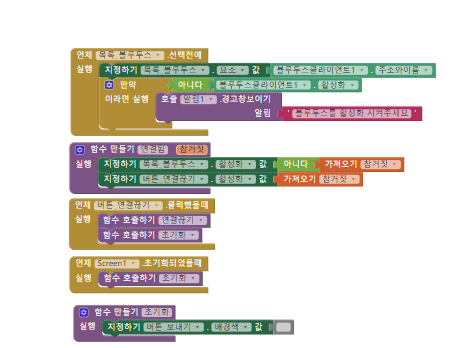 언제 목록_블루투스 .선택전에
실행 지정하기 목록_블루투스 . 요소 값 블루투스클라이언트1 . 주소와이름
만약 아니다 블루투스클라이언트1 . 활성화
이라면 실행 호출 알림1 .경고창보이기
알림 " 블루투스를 활성화 시켜주세요 "
함수 만들기 연결됨 참거짓
실행 지정하기 목록_블루투스 . 활성화 값 아니다 가져오기 참거짓
지정하기 버튼_연결끊기 . 활성화 값 가져오기 참거짓
언제 버튼_연결끊기 .클릭했을때
실행 함수 호출하기 연결끊기
함수 호출하기 초기화
언제 Screen1 .초기화되었을때
실행 함수 호출하기 초기화
함수 만들기 초기화
실행 지정하기 버튼_보내기 . 배경색 값